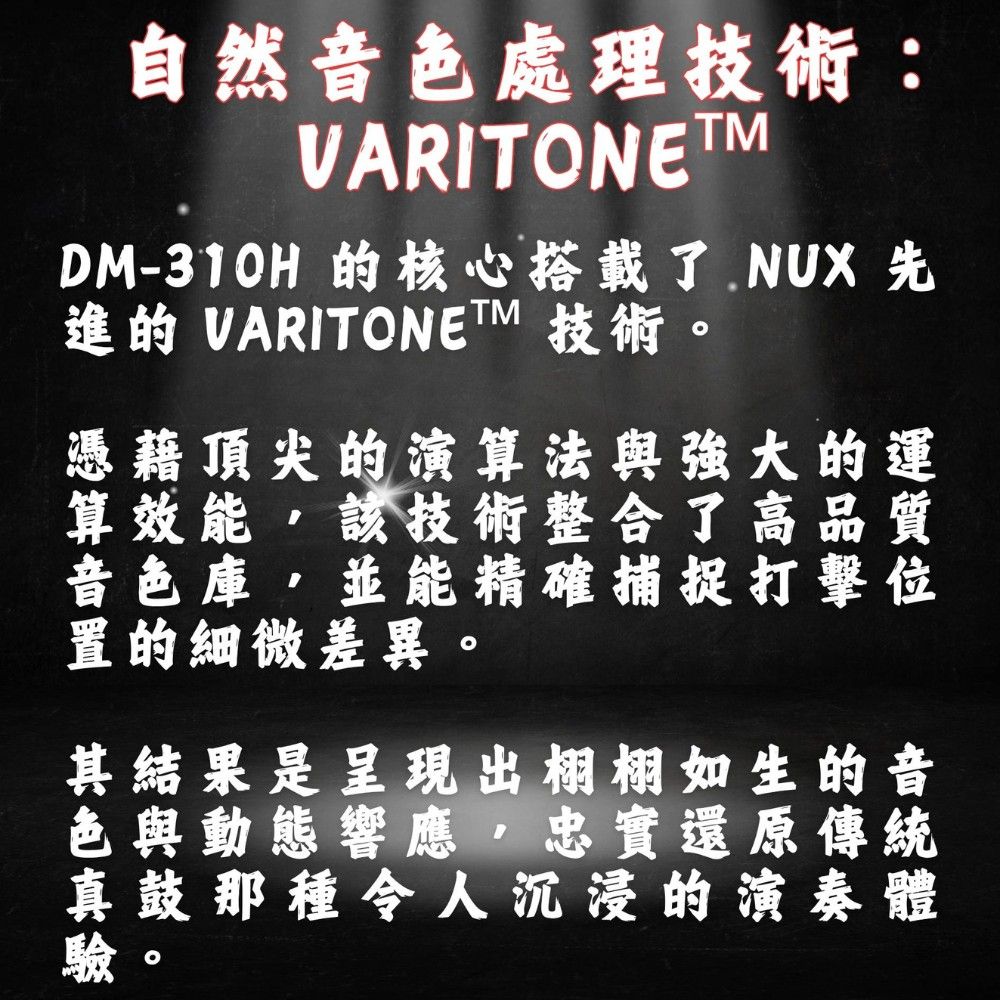 自然音色處理技術：
VARITONE™
DM-310H 的核心搭載了 NUX 先
進的 VARITONE™ 技術。
憑藉頂尖的演算法與強大的運
算效能，該技術整合了高品質
音色庫，並能精確捕捉打擊位
置的細微差異。
其結果是呈現出栩栩如生的音
色與動態響應，忠實還原傳統
真鼓那種令人沉浸的演奏體
驗。